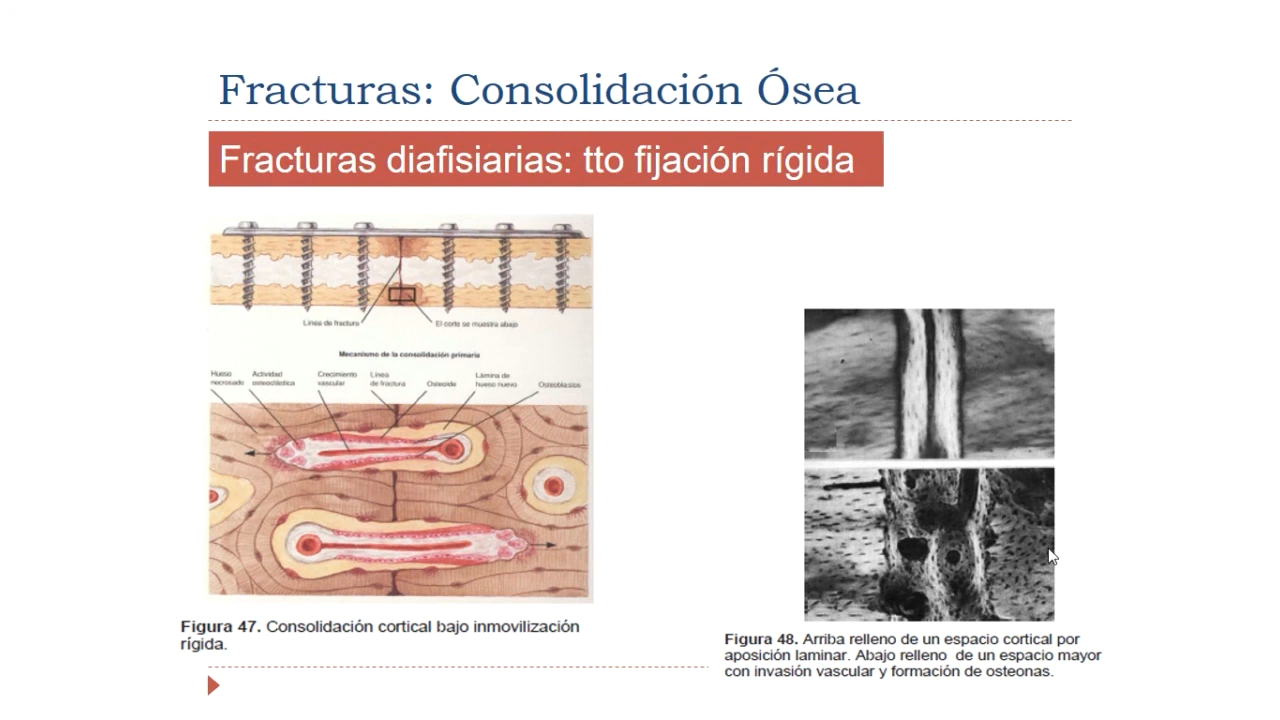 Fracturas: Consolidación Ósea
Fracturas diafisiarias: tto fijación rígida
Línea de fractura
El corte se muestra abajo
Mecanismo de la consolidación primaria
Hueso necrosado
Actividad osteoclástica
Crecimiento vascular
Línea de fractura
Osteoide
Lámina de hueso nuevo
Osteoblastos
Figura 47. Consolidación cortical bajo inmovilización
rígida.
Figura 48. Arriba relleno de un espacio cortical por
aposición laminar. Abajo relleno de un espacio mayor
con invasión vascular y formación de osteonas.